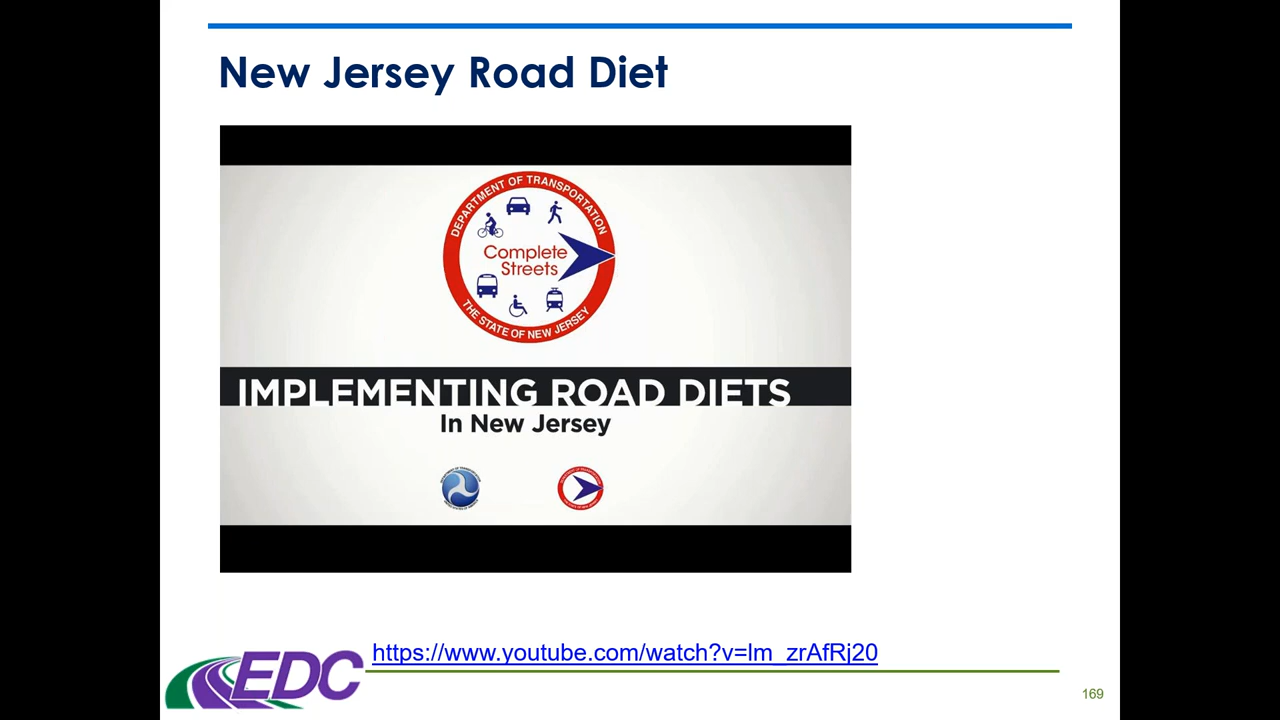 New Jersey Road Diet
DEPARTMENT OF TRANSPORTATION
Complete
Streets
THE STATE OF NEW JERSEY
IMPLEMENTING ROAD DIETS
In New Jersey
https://www.youtube.com/watch?v=lm_zrAfRj20
EDC
169